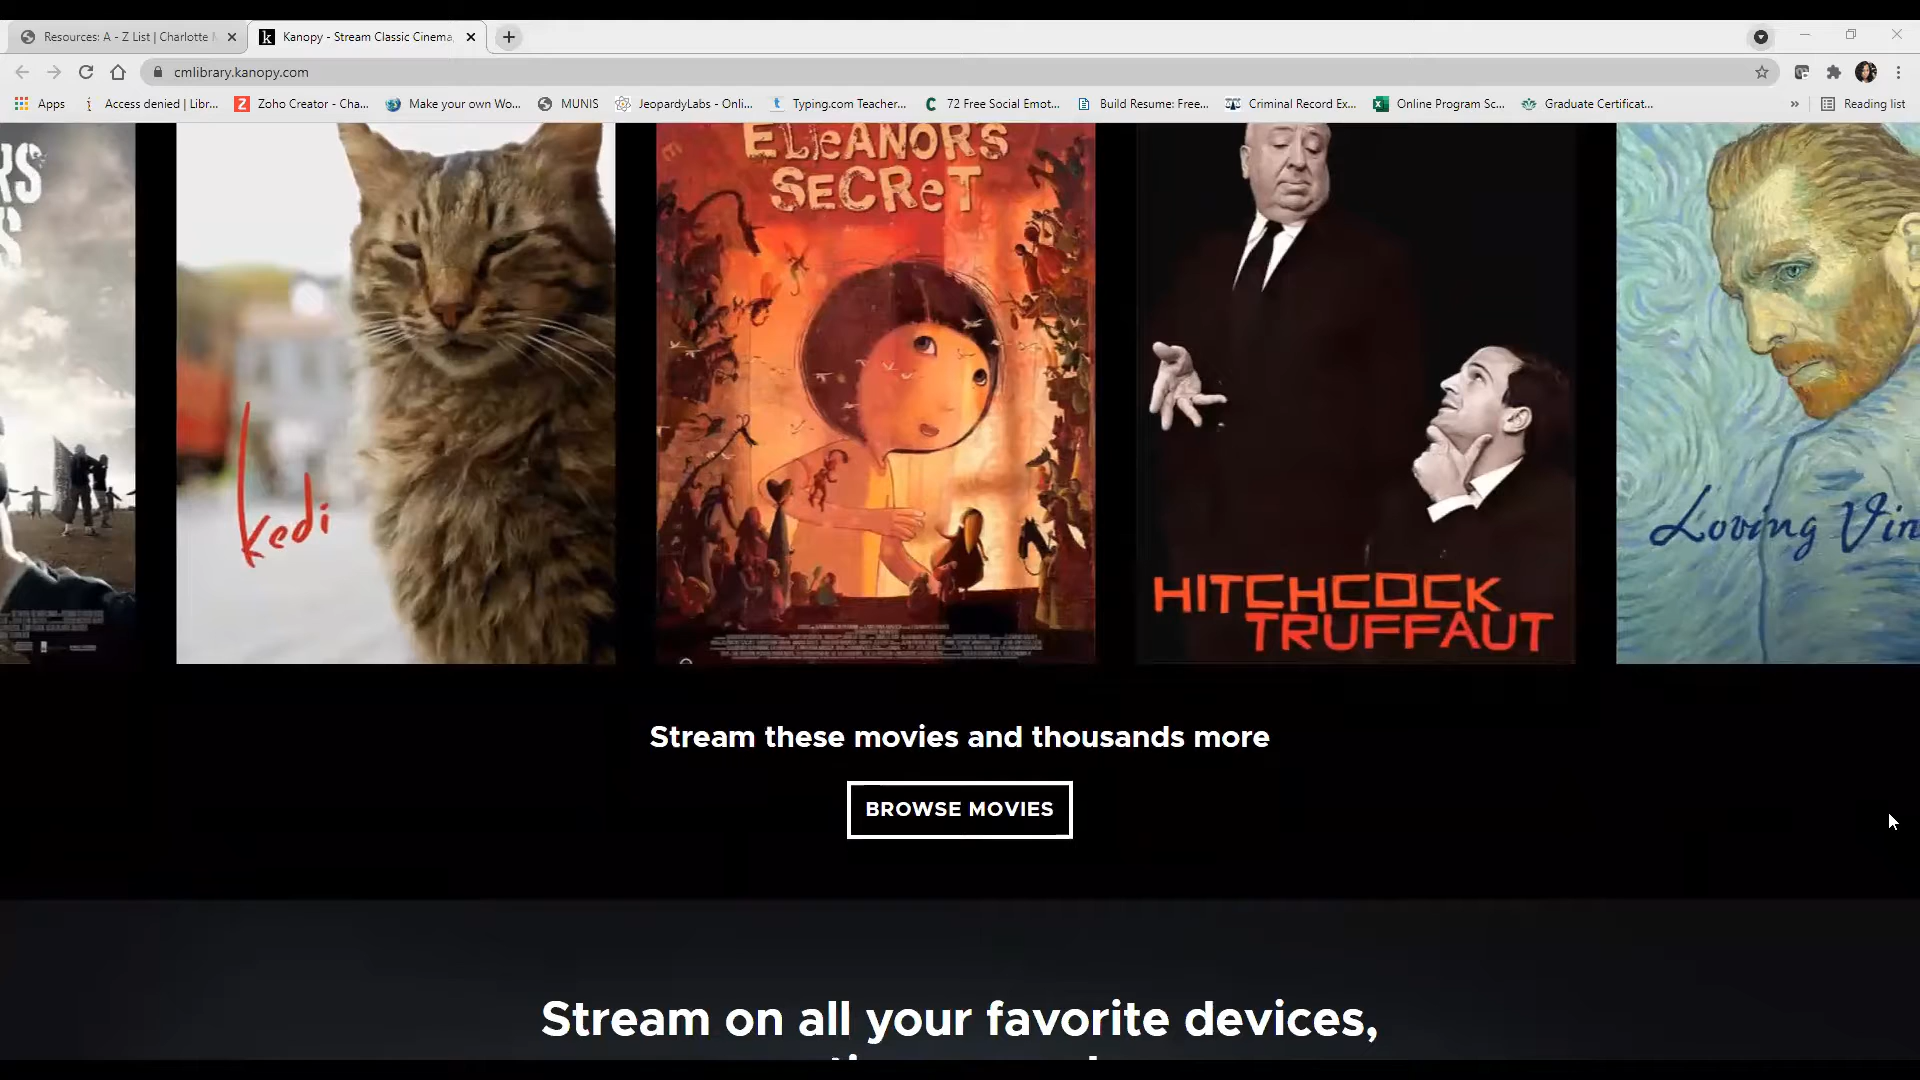 Resources: A - Z List | Charlotte M
Kanopy - Stream Classic Cinema,
cmlibrary.kanopy.com
Apps
Access denied | Libr...
Zoho Creator - Cha...
Make your own Wo...
MUNIS
JeopardyLabs - Onli...
Typing.com Teacher...
72 Free Social Emot...
Build Resume: Free...
Criminal Record Ex...
Online Program Sc...
Graduate Certificat...
»
Reading list
RS
S
kedi
ELEANOR'S
SECRET
HITCHCOCK
TRUFFAUT
Loving Vin
Stream these movies and thousands more
BROWSE MOVIES
Stream on all your favorite devices,